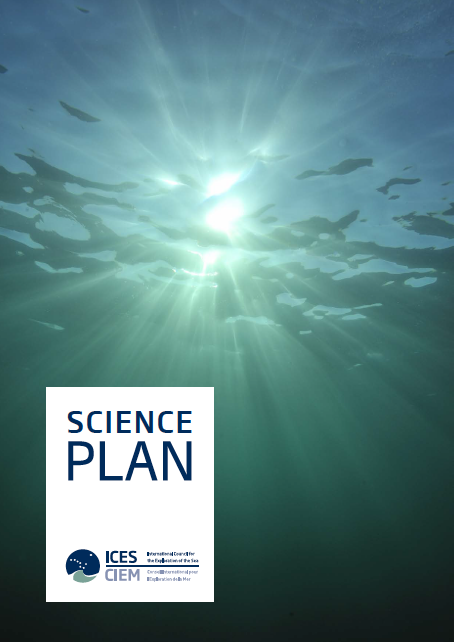 SCIENCE
PLAN
ICES
CIEM
International Council for
the Exploration of the Sea
Conseil International pour
l'Exploration de la Mer